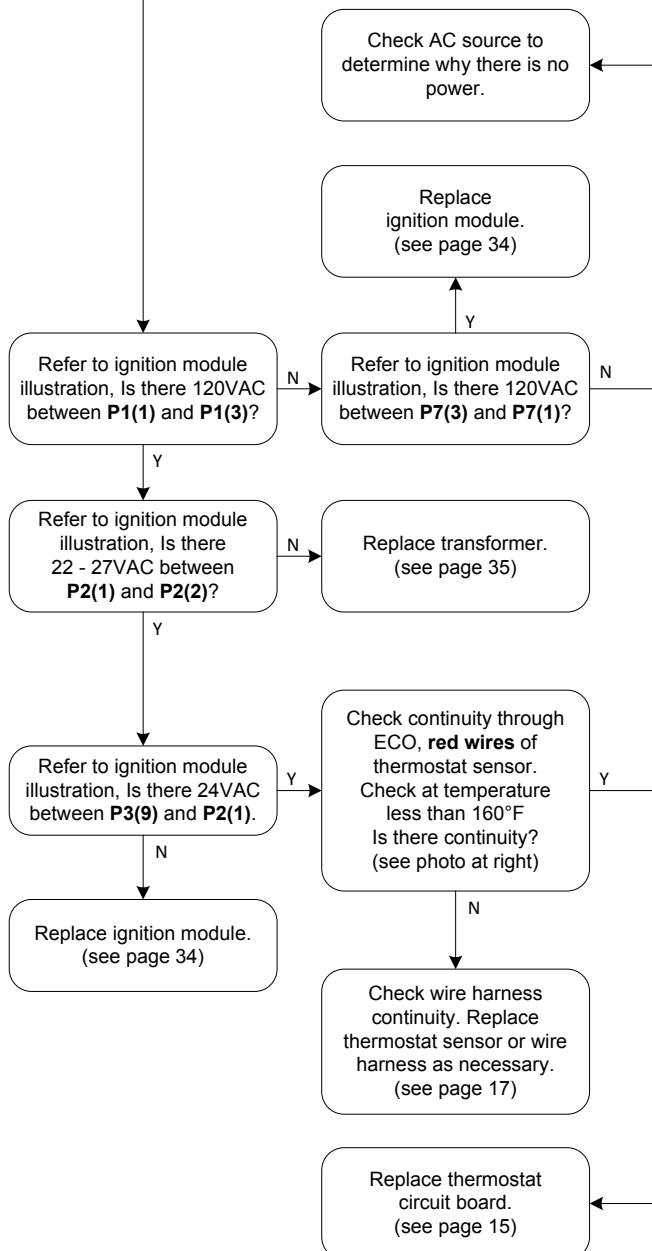 Check AC source to
determine why there is no
power.
Replace
ignition module.
(see page 34)
Y
Refer to ignition module
illustration, Is there 120VAC
between P1(1) and P1(3)?
N
Refer to ignition module
illustration, Is there 120VAC
between P7(3) and P7(1)?
N
Y
Refer to ignition module
illustration, Is there
22 - 27VAC between
P2(1) and P2(2)?
N
Replace transformer.
(see page 35)
Y
Refer to ignition module
illustration, Is there 24VAC
between P3(9) and P2(1).
Y
Check continuity through
ECO, red wires of
thermostat sensor.
Check at temperature
less than 160°F
Is there continuity?
(see photo at right)
Y
N
Replace ignition module.
(see page 34)
N
Check wire harness
continuity. Replace
thermostat sensor or wire
harness as necessary.
(see page 17)
Replace thermostat
circuit board.
(see page 15)